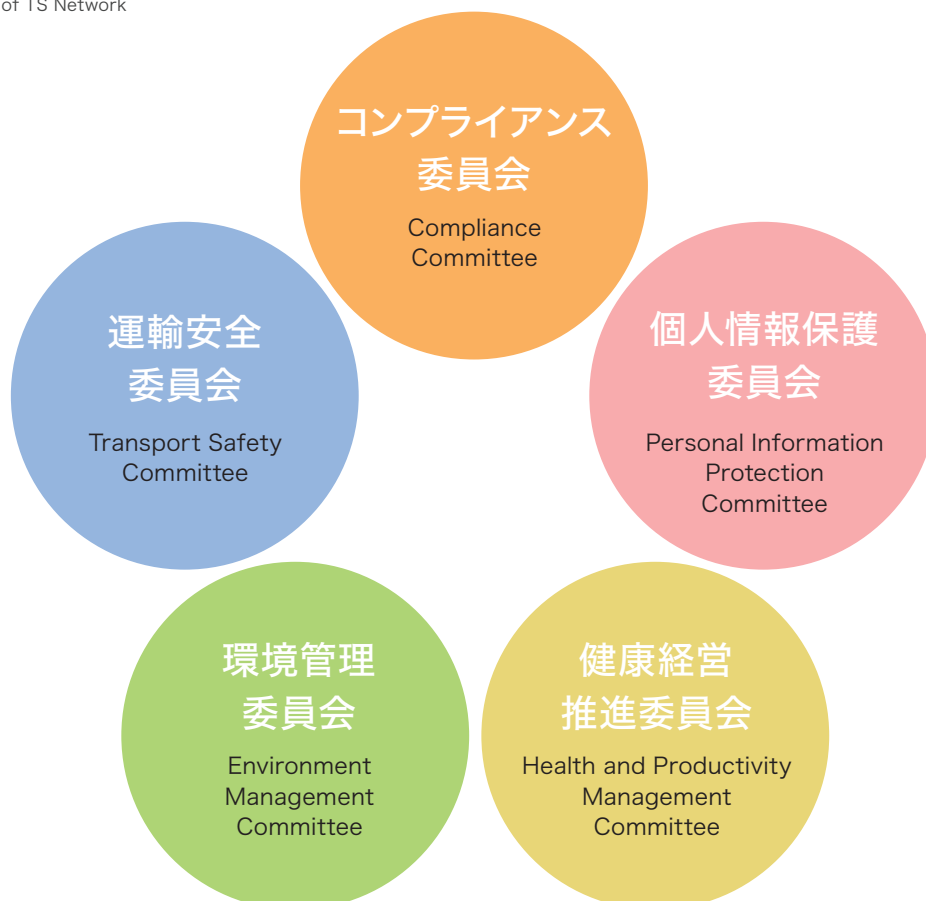 of TS Network
コンプライアンス
委員会
Compliance
Committee
運輸安全
委員会
Transport Safety
Committee
個人情報保護
委員会
Personal Information
Protection
Committee
環境管理
委員会
Environment
Management
Committee
健康経営
推進委員会
Health and Productivity
Management
Committee